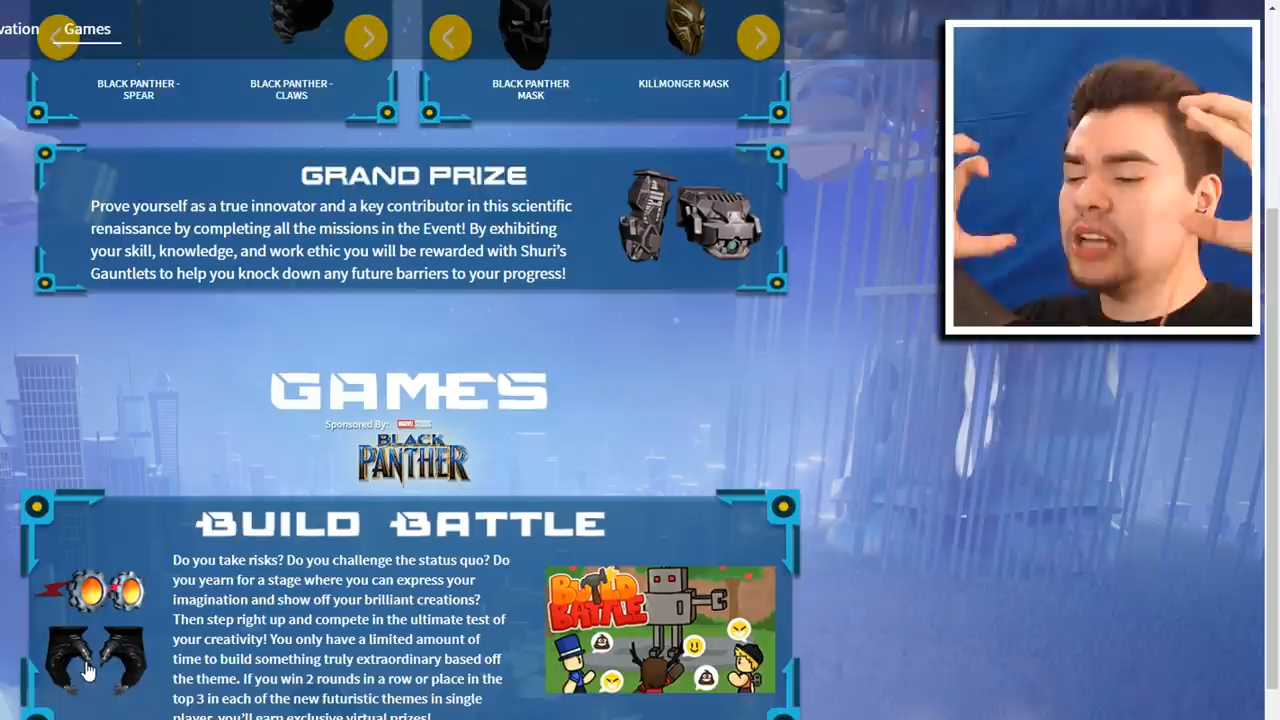 vation Games
BLACK PANTHER -
SPEAR
BLACK PANTHER -
CLAWS
BLACK PANTHER
MASK
KILLMONGER MASK
GRAND PRIZE
Prove yourself as a true innovator and a key contributor in this scientific
renaissance by completing all the missions in the Event! By exhibiting
your skill, knowledge, and work ethic you will be rewarded with Shuri's
Gauntlets to help you knock down any future barriers to your progress!
GAMES
Sponsored By: MARVEL STUDIOS
BLACK
PANTHER
BUILD BATTLE
Do you take risks? Do you challenge the status quo? Do
you yearn for a stage where you can express your
imagination and show off your brilliant creations?
Then step right up and compete in the ultimate test of
your creativity! You only have a limited amount of
time to build something truly extraordinary based off
the theme. If you win 2 rounds in a row or place in the
top 3 in each of the new futuristic themes in single
player, you'll earn exclusive virtual prizes!
BUILD
BATTLE